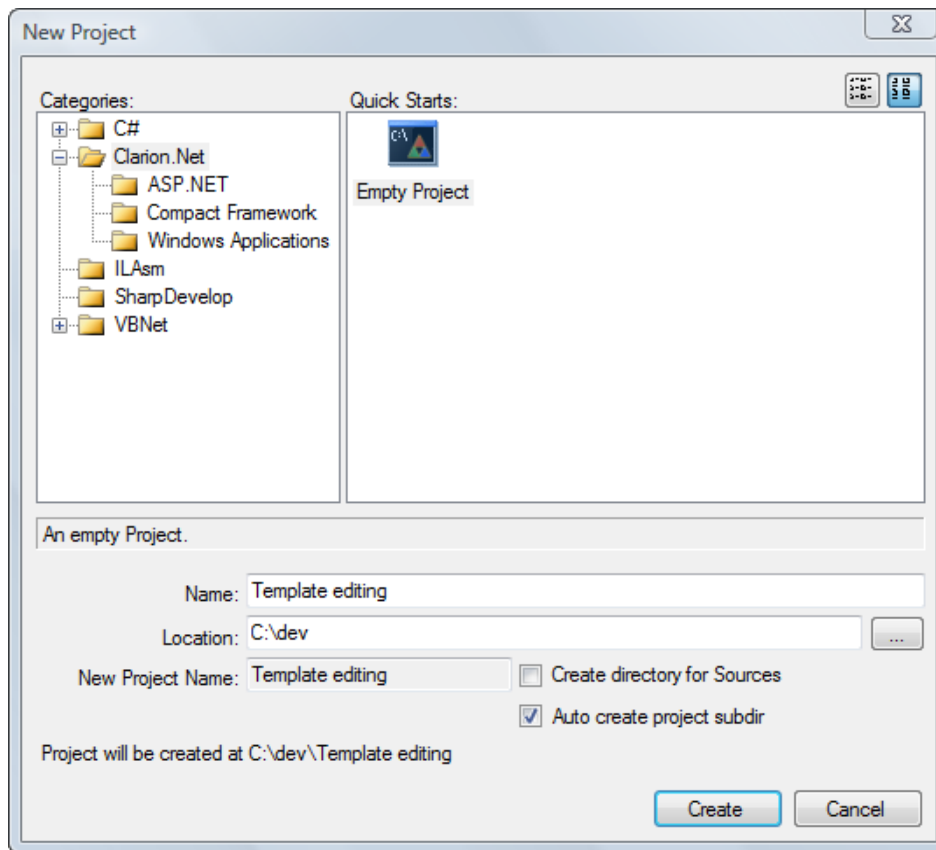 New Project
Categories:
Quick Starts:
C#
Clarion.Net
ASP.NET
Compact Framework
Windows Applications
ILAsm
SharpDevelop
VBNet
C:\
Empty Project
An empty Project.
Name: Template editing
Location: C:\dev ...
New Project Name: Template editing Create directory for Sources
Auto create project subdir
Project will be created at C:\dev\Template editing
Create Cancel